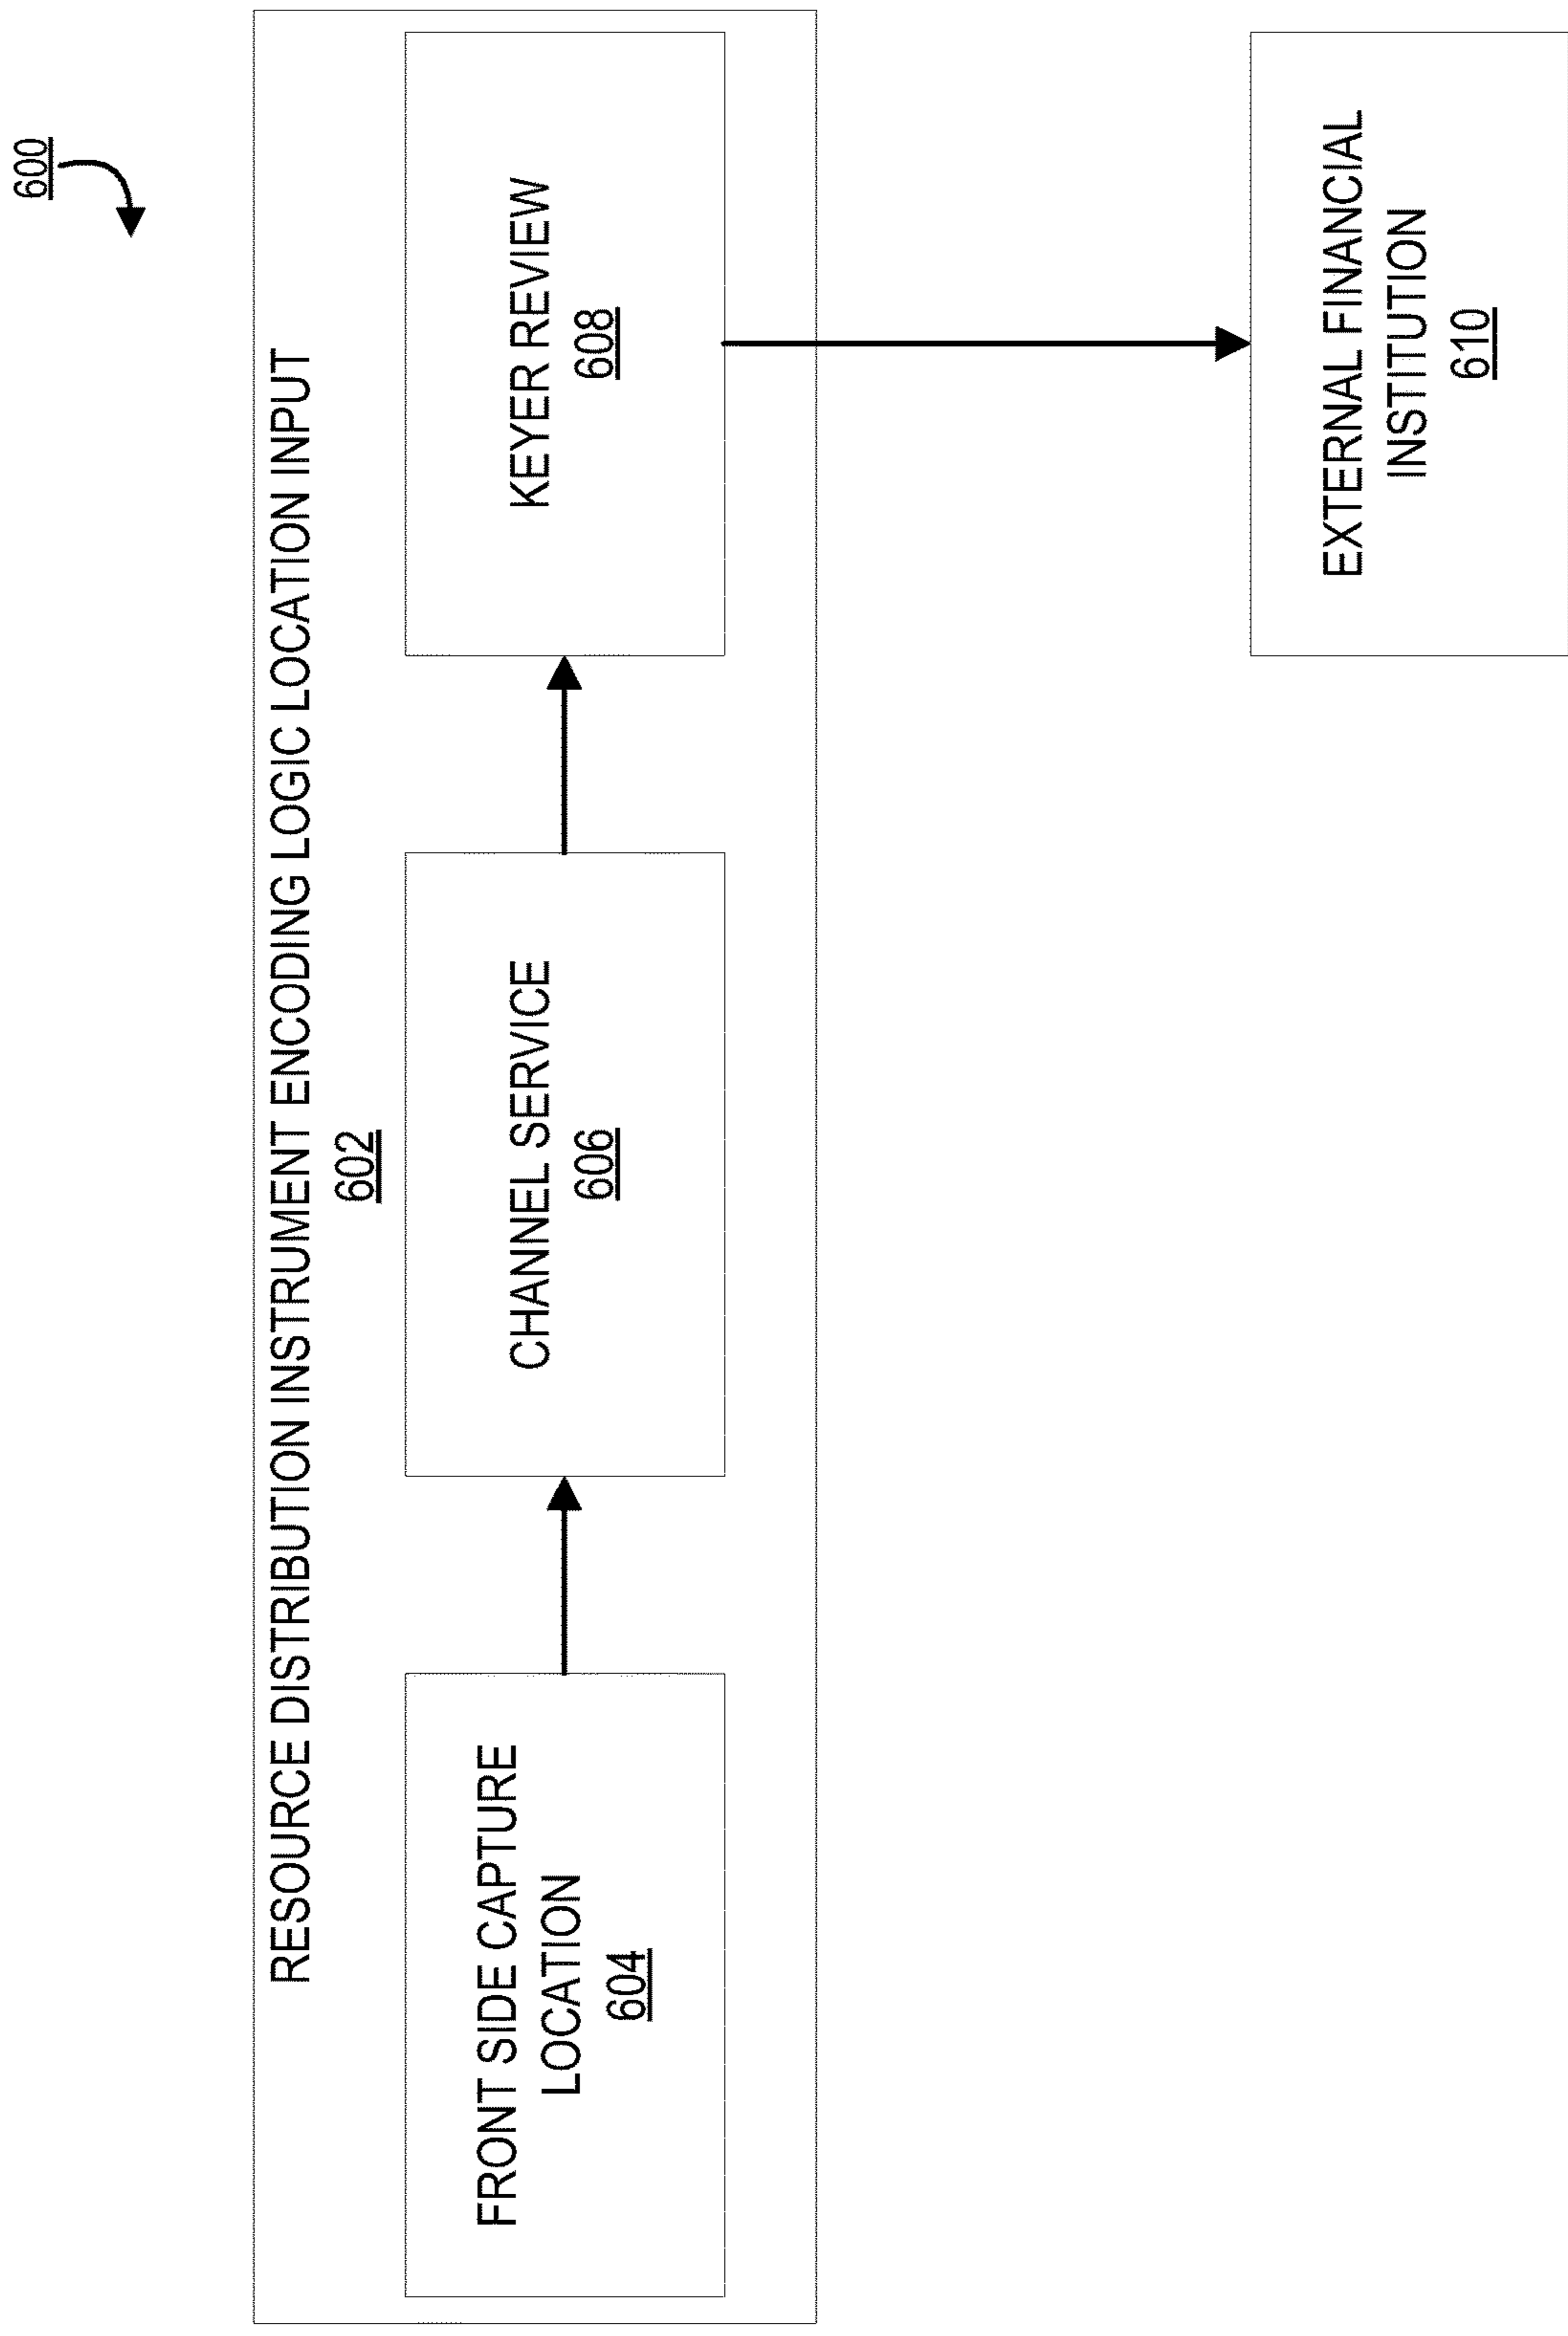 600
RESOURCE DISTRIBUTION INSTRUMENT ENCODING LOGIC LOCATION INPUT
602
FRONT SIDE CAPTURE
LOCATION
604
CHANNEL SERVICE
606
KEYER REVIEW
608
EXTERNAL FINANCIAL
INSTITUTION
610